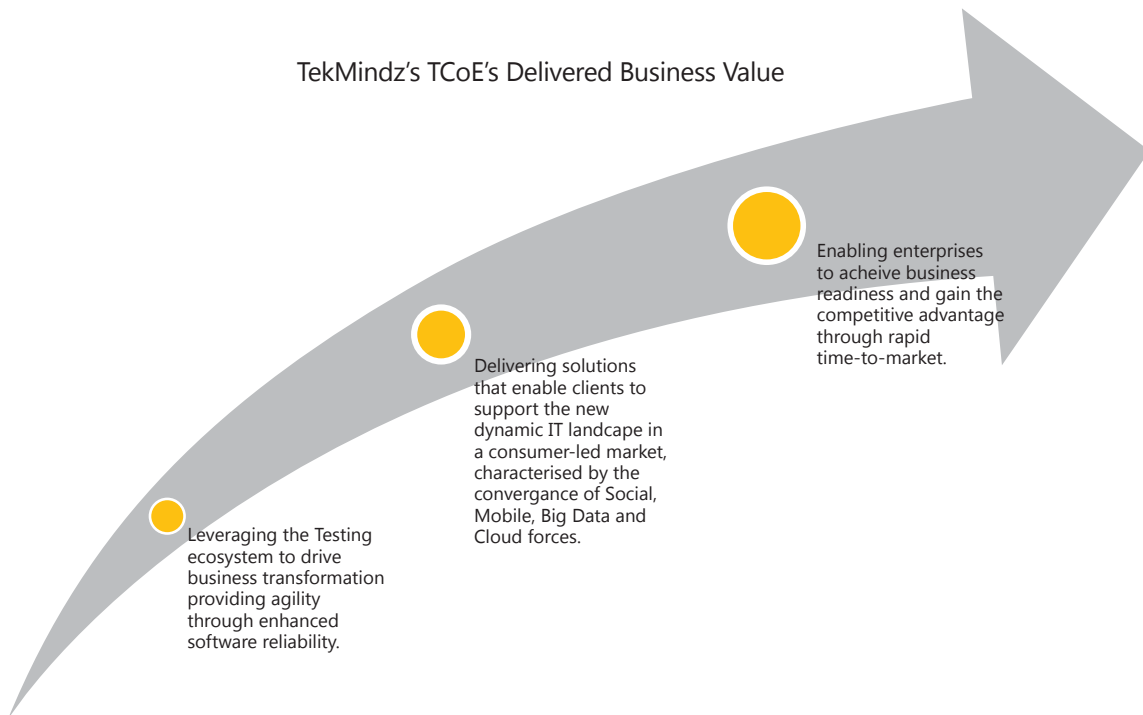 TekMindz's TCoE's Delivered Business Value
Enabling enterprises
to acheive business
readiness and gain the
competitive advantage
through rapid
time-to-market.
Delivering solutions
that enable clients to
support the new
dynamic IT landcape in
a consumer-led market,
characterised by the
convergance of Social,
Mobile, Big Data and
Cloud forces.
Leveraging the Testing
ecosystem to drive
business transformation
providing agility
through enhanced
software reliability.